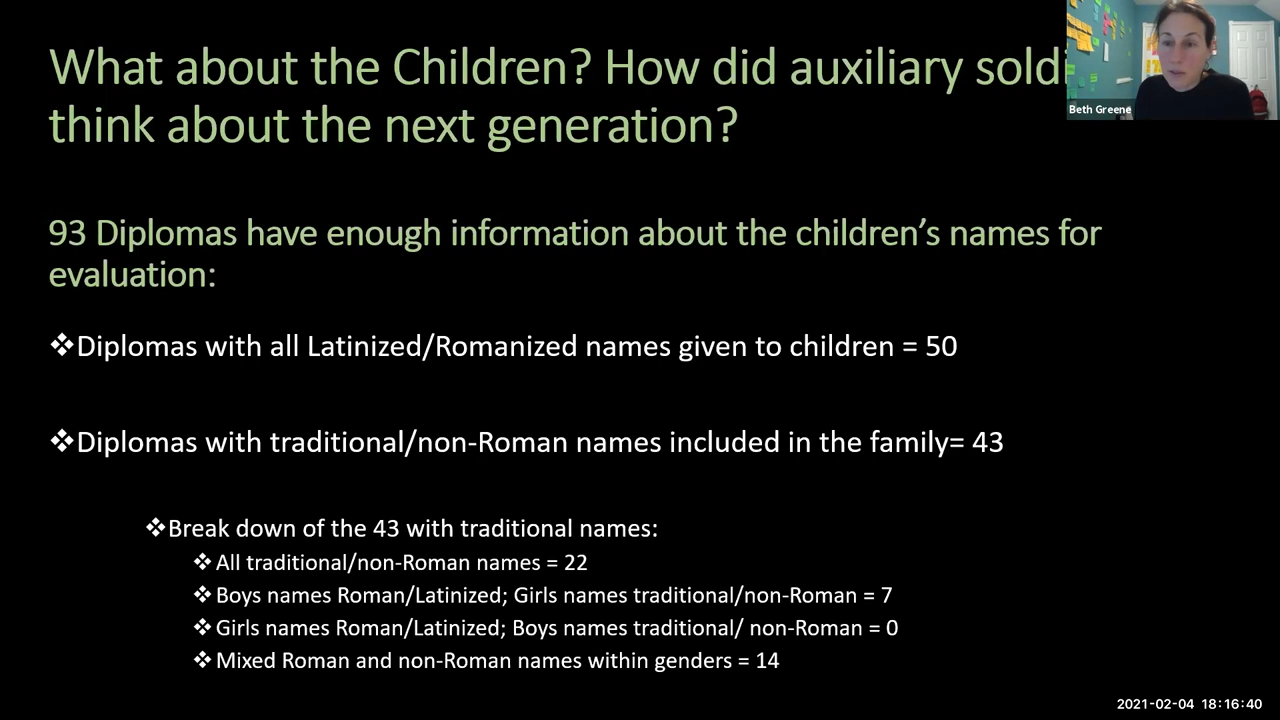 What about the Children? How did auxiliary
think about the next generation?
Beth Greene
93 Diplomas have enough information about the children’s names for
evaluation:
❖Diplomas with all Latinized/Romanized names given to children = 50
❖Diplomas with traditional/non-Roman names included in the family= 43
❖Break down of the 43 with traditional names:
❖All traditional/non-Roman names = 22
❖Boys names Roman/Latinized; Girls names traditional/non-Roman = 7
❖Girls names Roman/Latinized; Boys names traditional/ non-Roman = 0
❖Mixed Roman and non-Roman names within genders = 14
2021-02-04 18:16:40